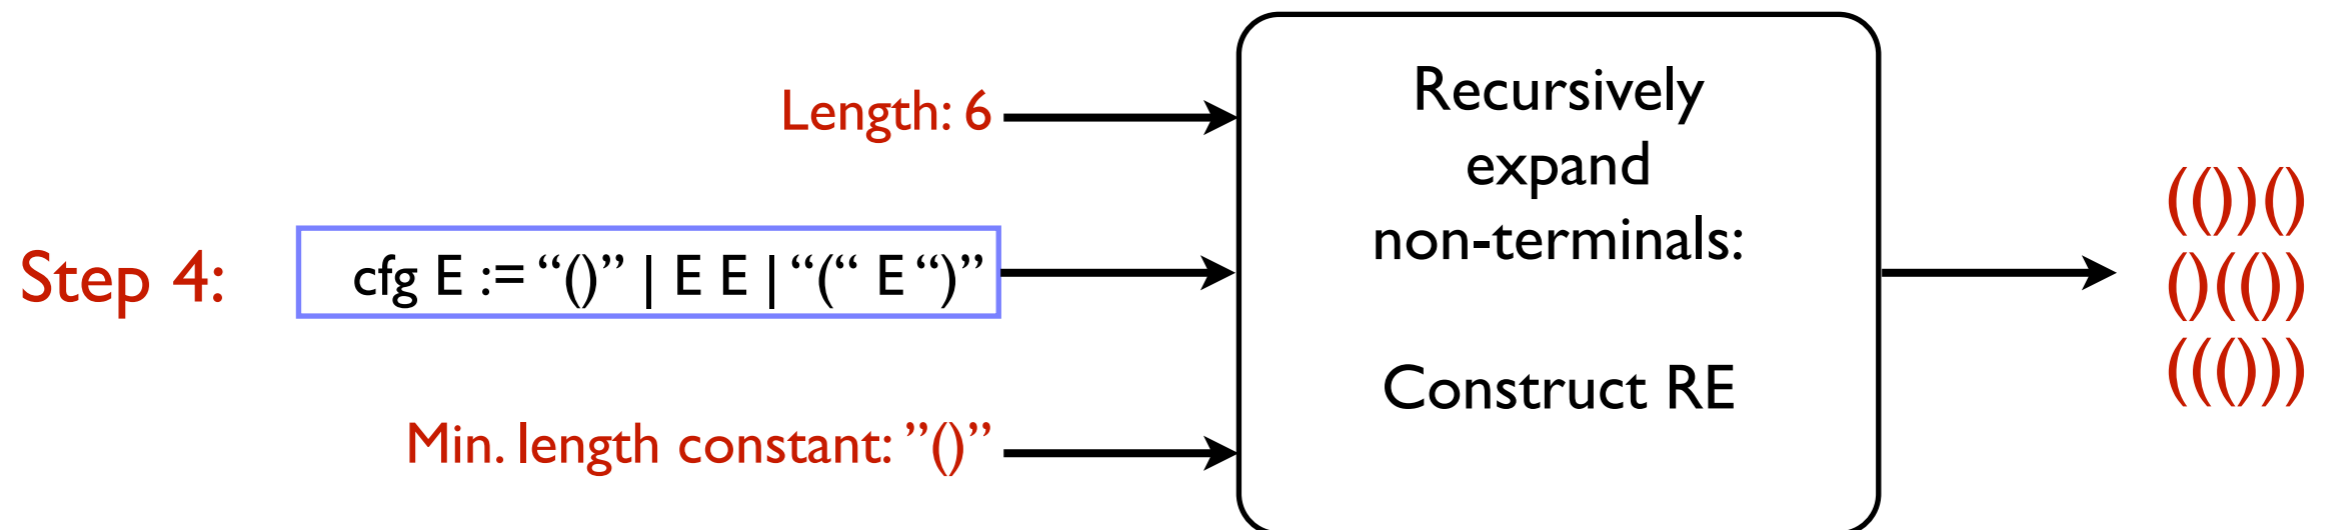 Step 4:
Length: 6
cfg E := “()” | E E | “(“ E “)”
Min. length constant: ”()”
Recursively
expand
non-terminals:
Construct RE
(())()
()(())
((()))